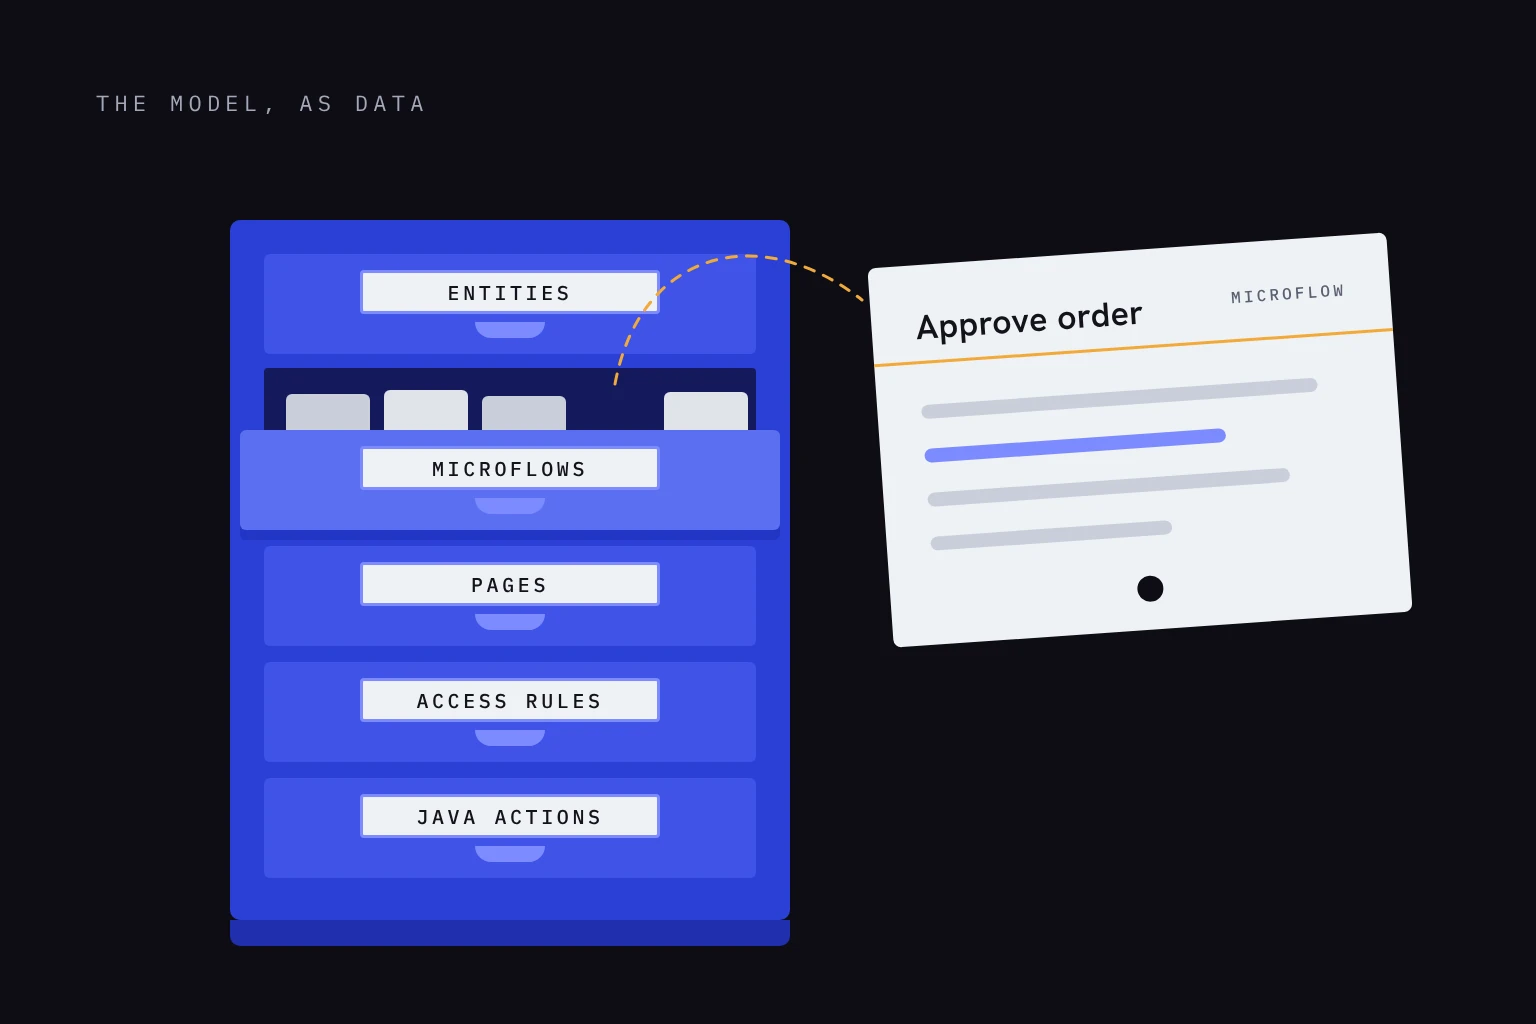 THE MODEL, AS DATA
ENTITIES
MICROFLOWS
PAGES
ACCESS RULES
JAVA ACTIONS
Approve order
MICROFLOW